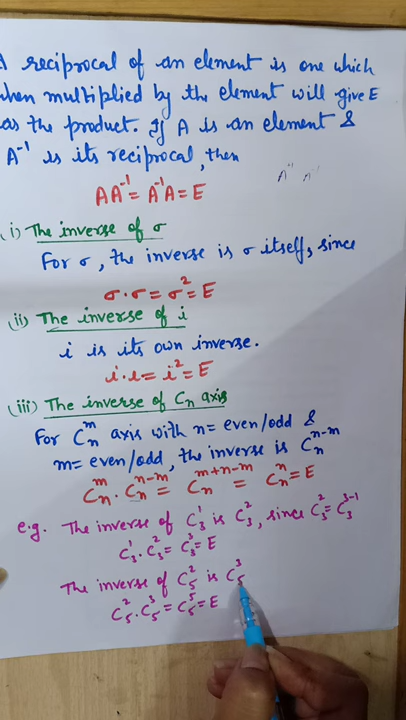 A reciprocal of an element is one which
when multiplied by the element will give E
as the product. If A is an element &
A⁻¹ is its reciprocal, then
AA⁻¹ = A⁻¹A = E
A⁻¹ A⁻¹
(i) The inverse of σ
For σ, the inverse is σ itself, since
σ·σ = σ² = E
(ii) The inverse of i
i is its own inverse.
i·i = i² = E
(iii) The inverse of Cₙ axis
For Cₙᵐ axis with n = even/odd &
m = even/odd, the inverse is Cₙⁿ⁻ᵐ
Cₙᵐ · Cₙⁿ⁻ᵐ = Cₙᵐ⁺ⁿ⁻ᵐ = Cₙⁿ = E
e.g. The inverse of C₃¹ is C₃², since C₃² = C₃³⁻¹
C₃¹ · C₃² = C₃³ = E
The inverse of C₅² is C₅³
C₅² · C₅³ = C₅⁵ = E